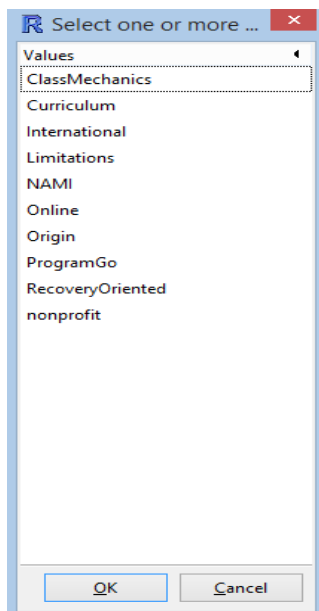 Select one or more ...
Values
ClassMechanics
Curriculum
International
Limitations
NAMI
Online
Origin
ProgramGo
RecoveryOriented
nonprofit
OK Cancel